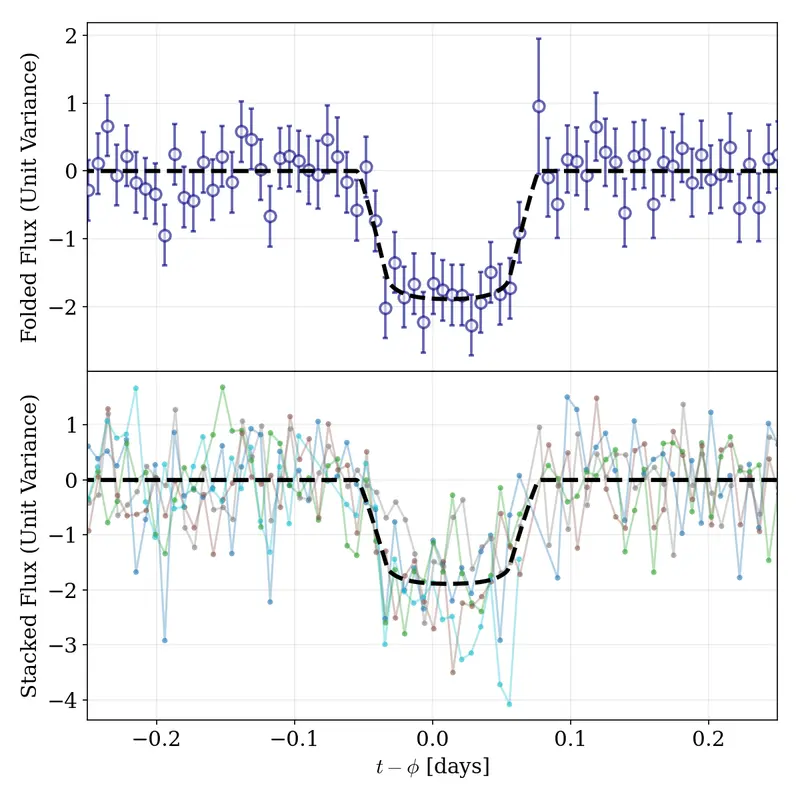 Folded Flux (Unit Variance)
2
1
0
−1
−2
Stacked Flux (Unit Variance)
1
0
−1
−2
−3
−4
−0.2 −0.1 0.0 0.1 0.2
t − ϕ [days]